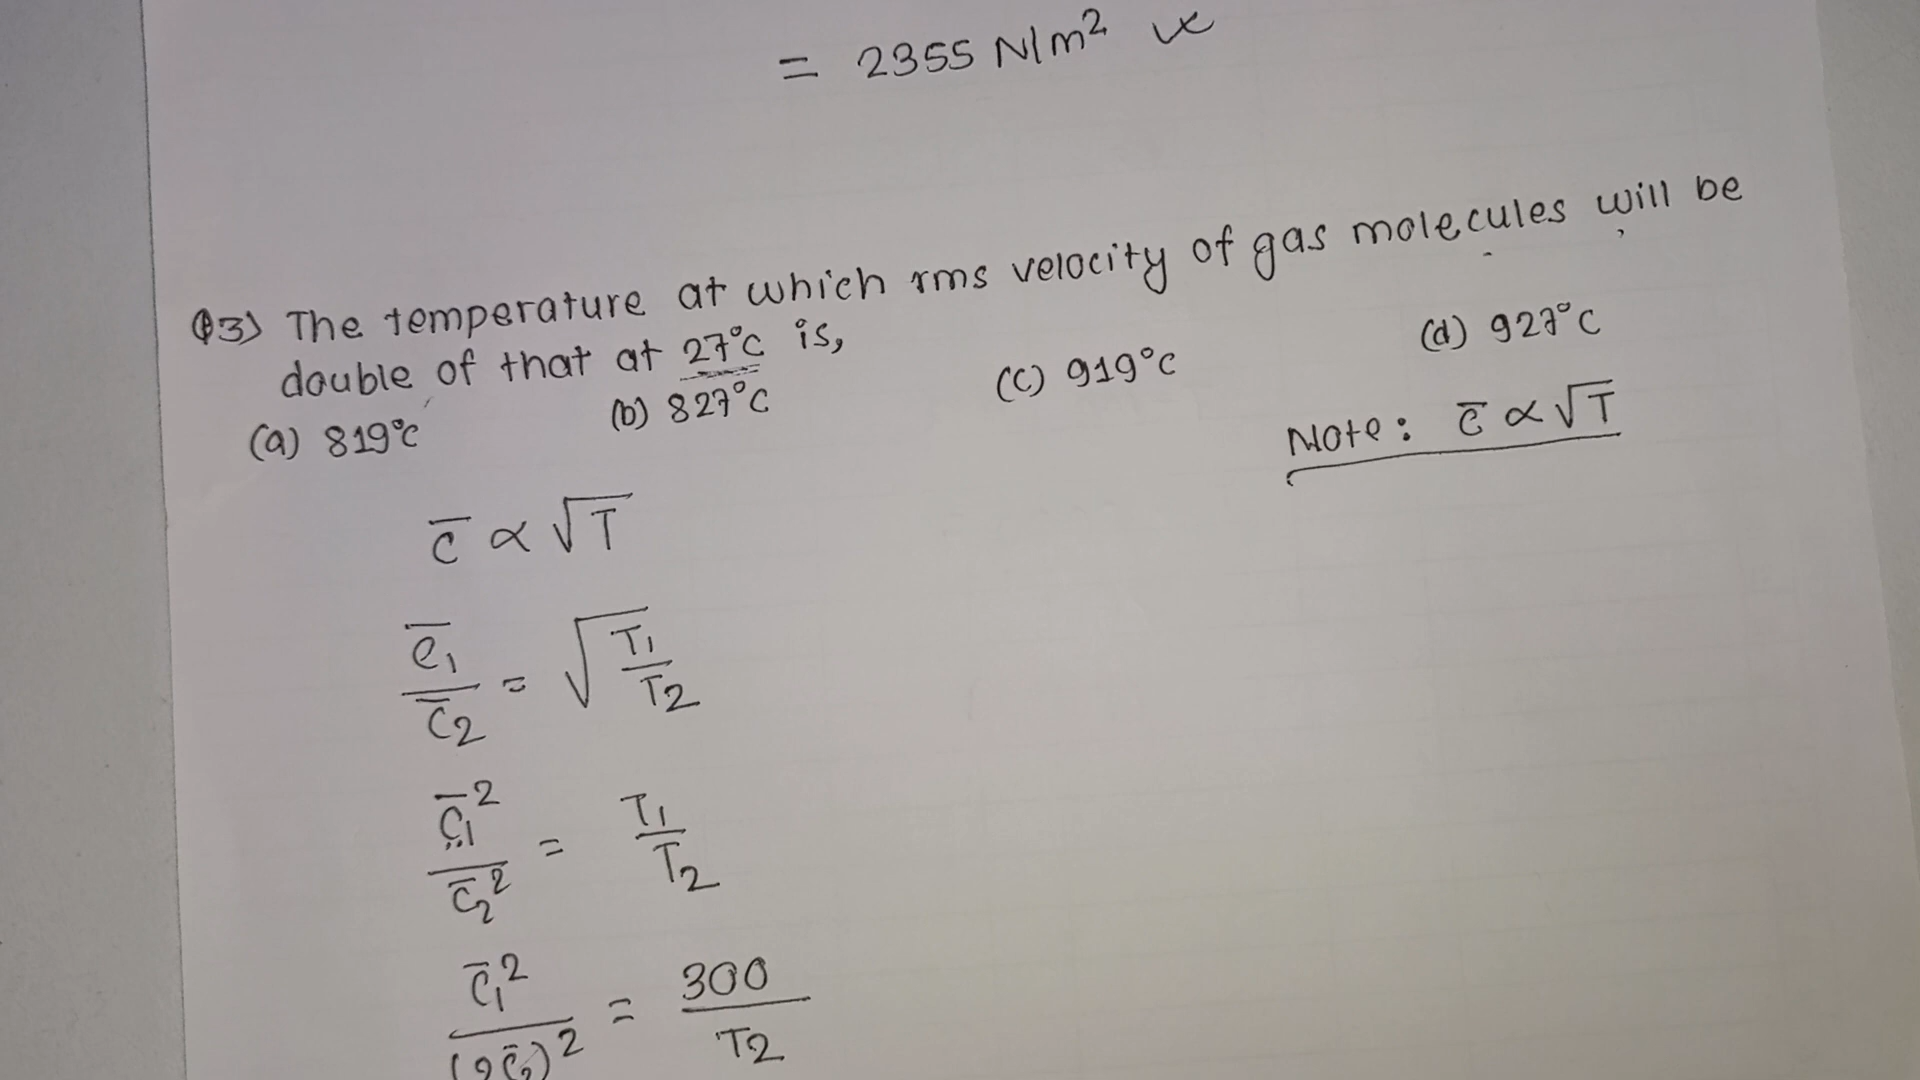 = 2355 N/m²
Q3) The temperature at which rms velocity of gas molecules will be
double of that at 27°C is,
(a) 819°C (b) 827°C (c) 919°C (d) 927°C
Note: c̄ ∝ √T
c̄ ∝ √T
c̄₁/c̄₂ = √(T₁/T₂)
c̄₁²/c̄₂² = T₁/T₂
c̄₁²/(2c̄₂)² = 300/T₂